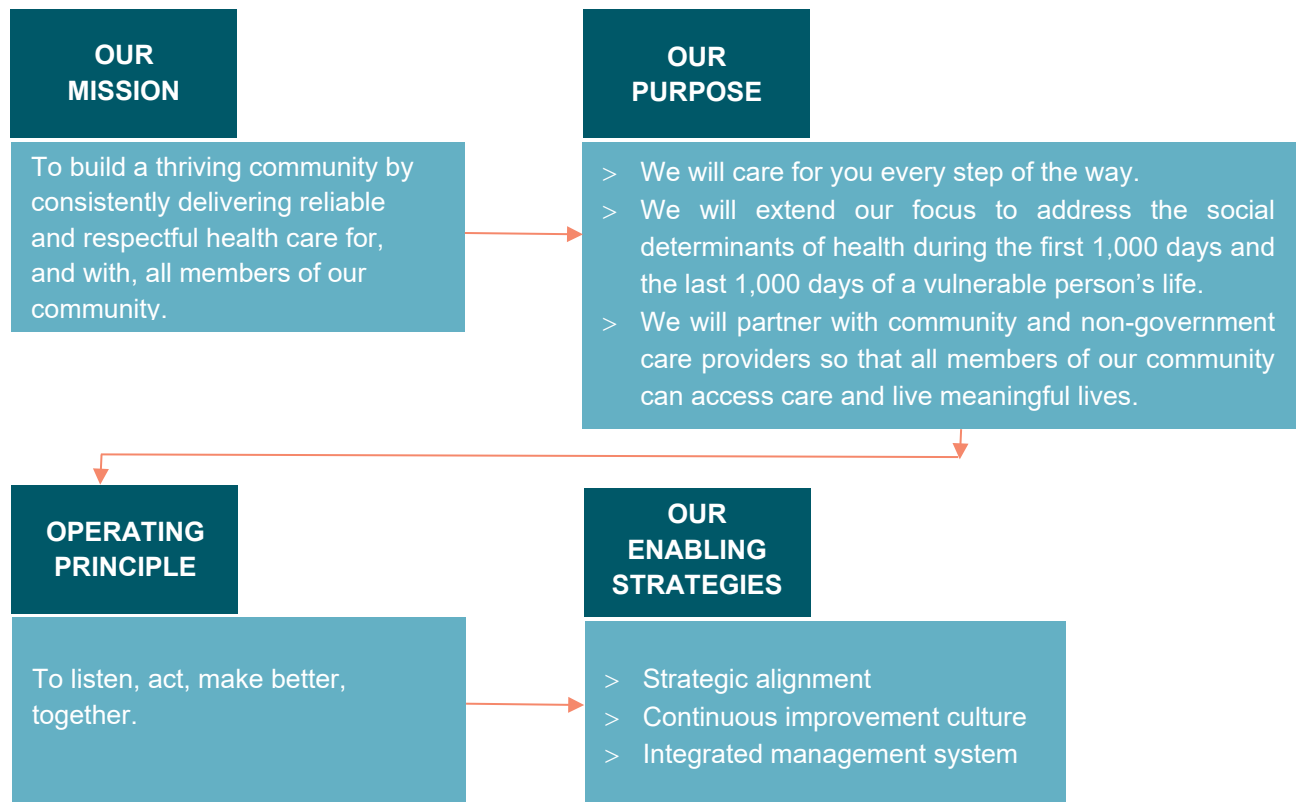 OUR
MISSION
To build a thriving community by
consistently delivering reliable
and respectful health care for,
and with, all members of our
community.
OUR
PURPOSE
> We will care for you every step of the way.
> We will extend our focus to address the social
determinants of health during the first 1,000 days and
the last 1,000 days of a vulnerable person’s life.
> We will partner with community and non-government
care providers so that all members of our community
can access care and live meaningful lives.
OPERATING
PRINCIPLE
To listen, act, make better,
together.
OUR
ENABLING
STRATEGIES
> Strategic alignment
> Continuous improvement culture
> Integrated management system